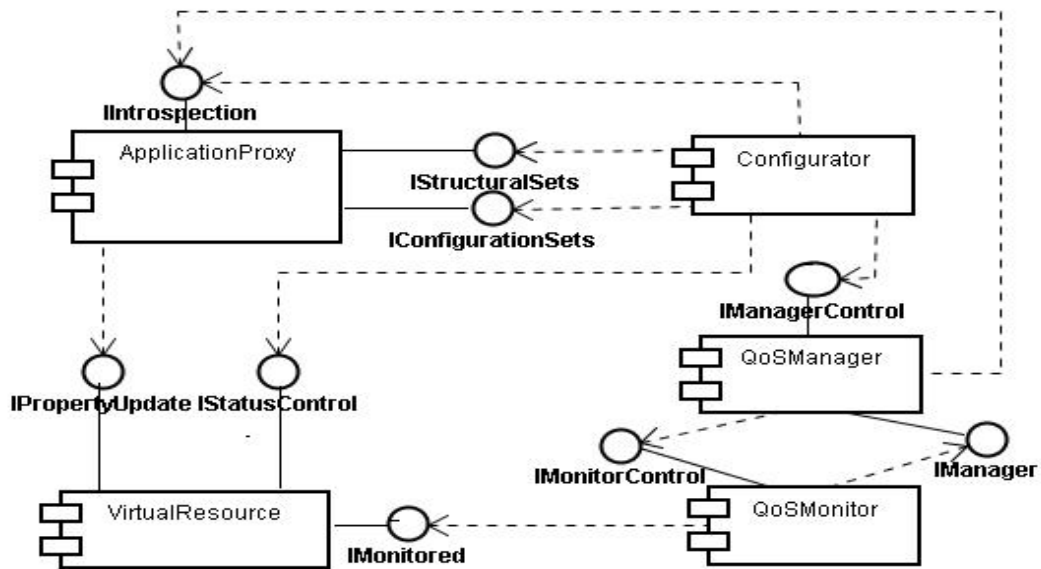 IIntrospection
ApplicationProxy
IStructuralSets
Configurator
IConfigurationSets
IManagerControl
QoSManager
IPropertyUpdate IStatusControl
IMonitorControl
IManager
VirtualResource
QoSMonitor
IMonitored